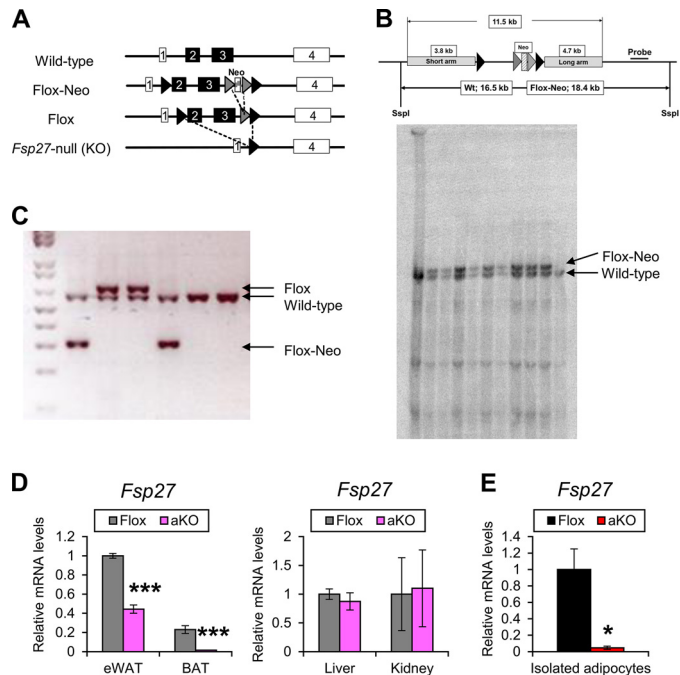 A
Wild-type
1 2 3 4
Neo
Flox-Neo
1 2 3 4
Flox
1 2 3 4
Fsp27-null (KO)
1 4
B
11.5 kb
3.8 kb
Neo
4.7 kb
Probe
Short arm
Long arm
Wt; 16.5 kb
Flox-Neo; 18.4 kb
SspI
SspI
Flox-Neo
Wild-type
C
Flox
Wild-type
Flox-Neo
D
Fsp27
Flox aKO
Relative mRNA levels
1.4
1.2
1
0.8
0.6
0.4
0.2
0
***
***
eWAT BAT
Fsp27
Flox aKO
Relative mRNA levels
2
1.5
1
0.5
0
Liver Kidney
E
Fsp27
Flox aKO
Relative mRNA levels
1.4
1.2
1
0.8
0.6
0.4
0.2
0
*
Isolated adipocytes